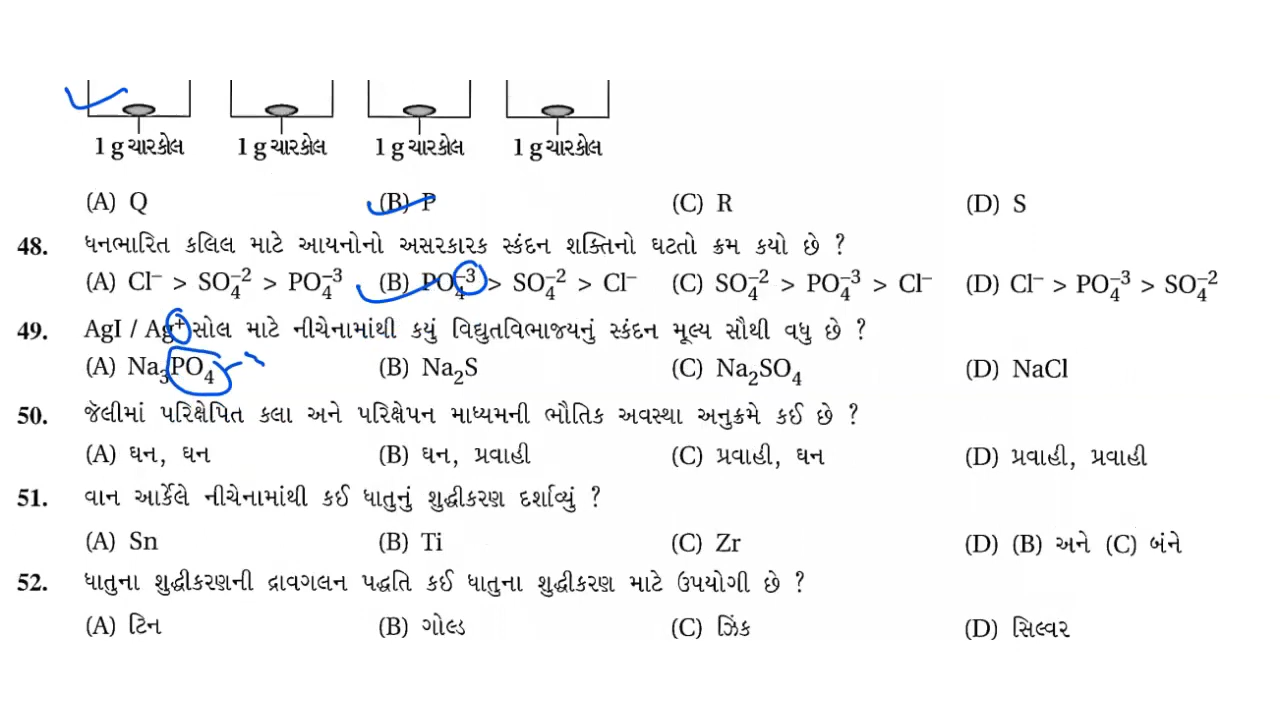 1 g ચારકોલ 1 g ચારકોલ 1 g ચારકોલ 1 g ચારકોલ
(A) Q (B) P (C) R (D) S
48. ધનભારિત કલિલ માટે આયનોનો અસરકારક સ્કંદન શક્તિનો ઘટતો ક્રમ કયો છે ?
(A) Cl⁻ > SO₄⁻² > PO₄⁻³ (B) PO₄⁻³ > SO₄⁻² > Cl⁻ (C) SO₄⁻² > PO₄⁻³ > Cl⁻ (D) Cl⁻ > PO₄⁻³ > SO₄⁻²
49. AgI / Ag⁺ સોલ માટે નીચેનામાંથી કયું વિદ્યુતવિભાજ્યનું સ્કંદન મૂલ્ય સૌથી વધુ છે ?
(A) Na₃PO₄ (B) Na₂S (C) Na₂SO₄ (D) NaCl
50. જૅલીમાં પરિક્ષેપિત કલા અને પરિક્ષેપન માધ્યમની ભૌતિક અવસ્થા અનુક્રમે કઈ છે ?
(A) ઘન, ઘન (B) ઘન, પ્રવાહી (C) પ્રવાહી, ઘન (D) પ્રવાહી, પ્રવાહી
51. વાન આર્કેલે નીચેનામાંથી કઈ ધાતુનું શુદ્ધીકરણ દર્શાવ્યું ?
(A) Sn (B) Ti (C) Zr (D) (B) અને (C) બંને
52. ધાતુના શુદ્ધીકરણની દ્રાવગલન પદ્ધતિ કઈ ધાતુના શુદ્ધીકરણ માટે ઉપયોગી છે ?
(A) ટિન (B) ગોલ્ડ (C) ઝિંક (D) સિલ્વર